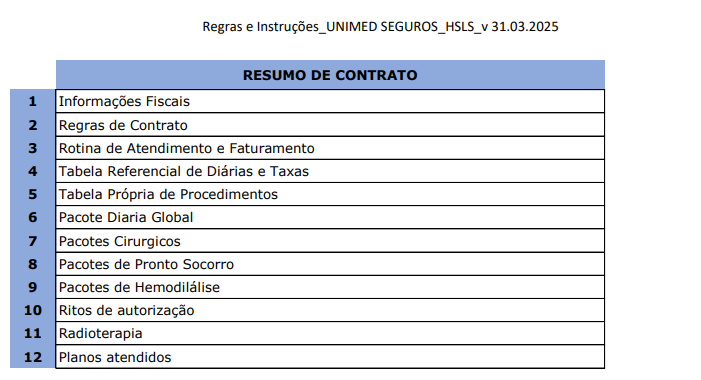 Regras e Instruções_UNIMED SEGUROS_HSLS_v 31.03.2025
RESUMO DE CONTRATO
1 Informações Fiscais
2 Regras de Contrato
3 Rotina de Atendimento e Faturamento
4 Tabela Referencial de Diárias e Taxas
5 Tabela Própria de Procedimentos
6 Pacote Diaria Global
7 Pacotes Cirurgicos
8 Pacotes de Pronto Socorro
9 Pacotes de Hemodilálise
10 Ritos de autorização
11 Radioterapia
12 Planos atendidos